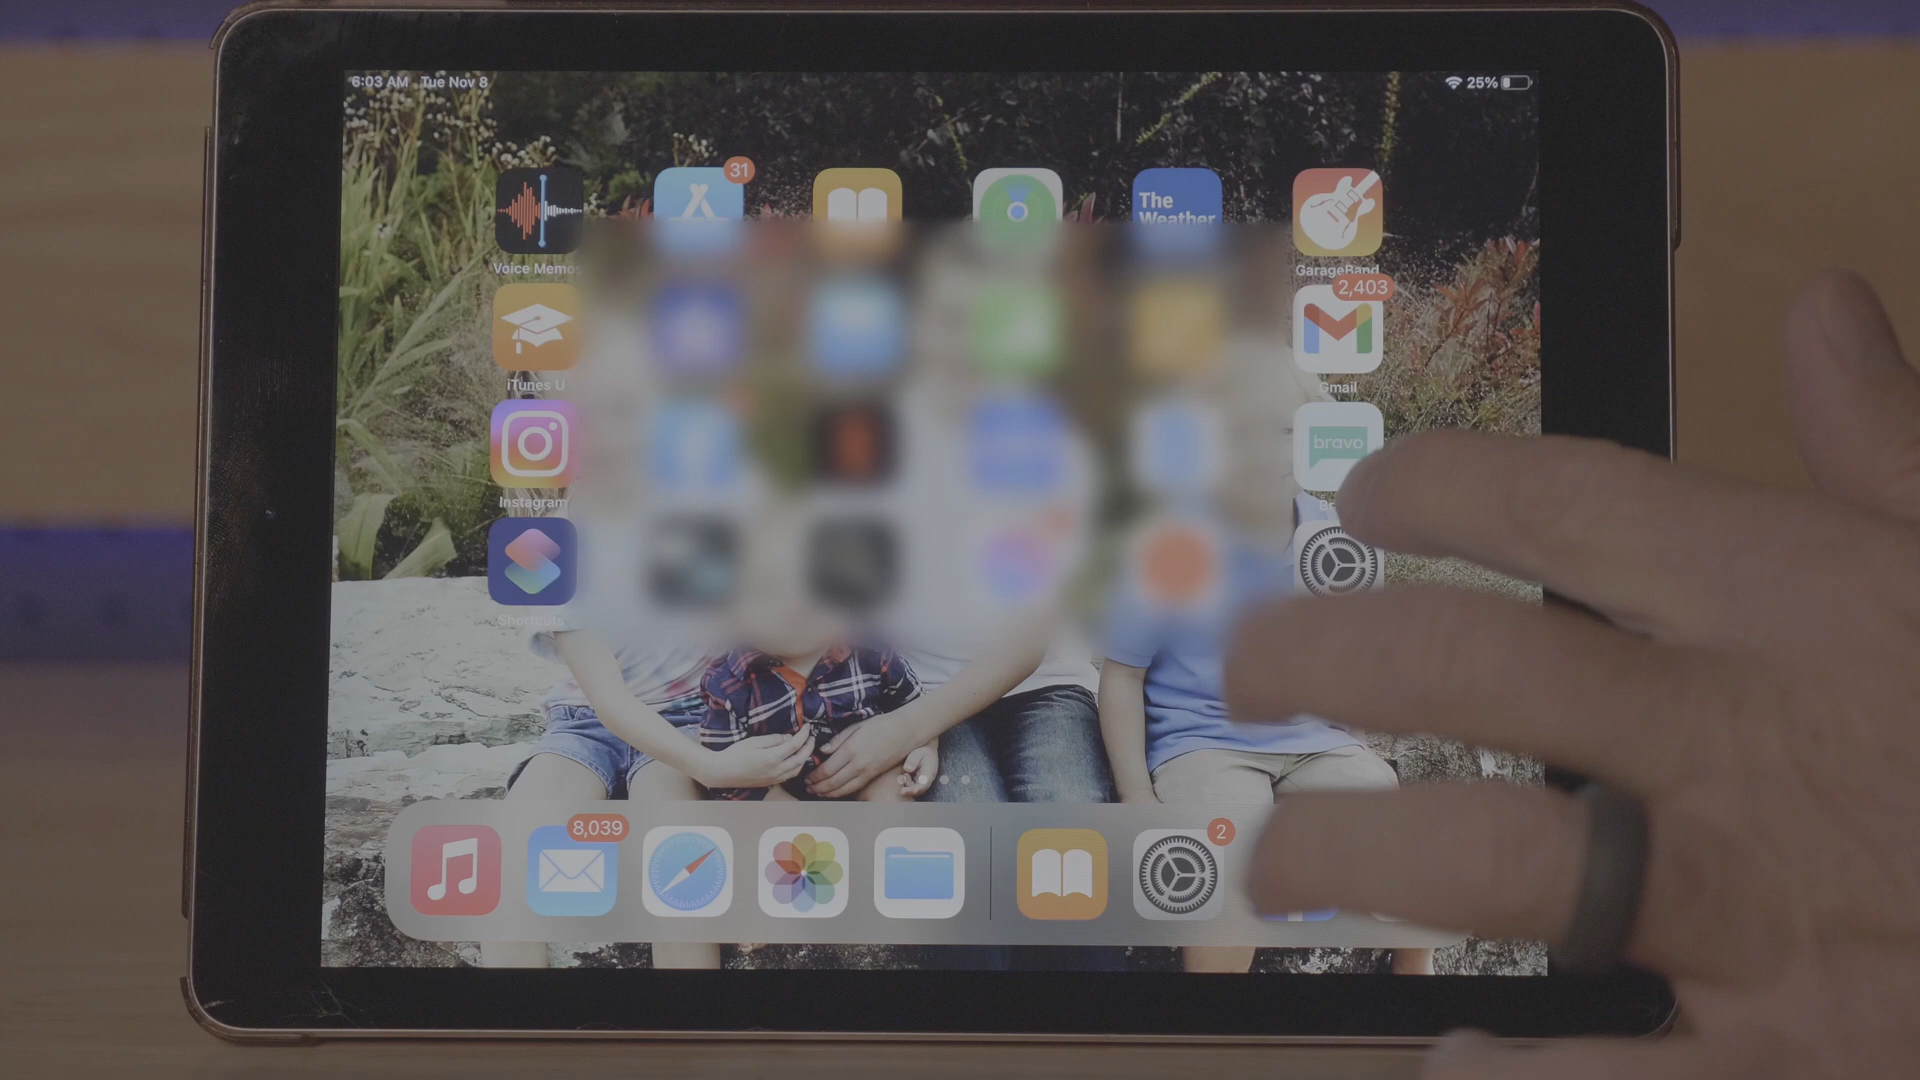 6:03 AM Tue Nov 8
25%
31
The
Weather
Voice Memos
GarageBand
2,403
iTunes U
Gmail
bravo
Instagram
Shortcuts
8,039
2